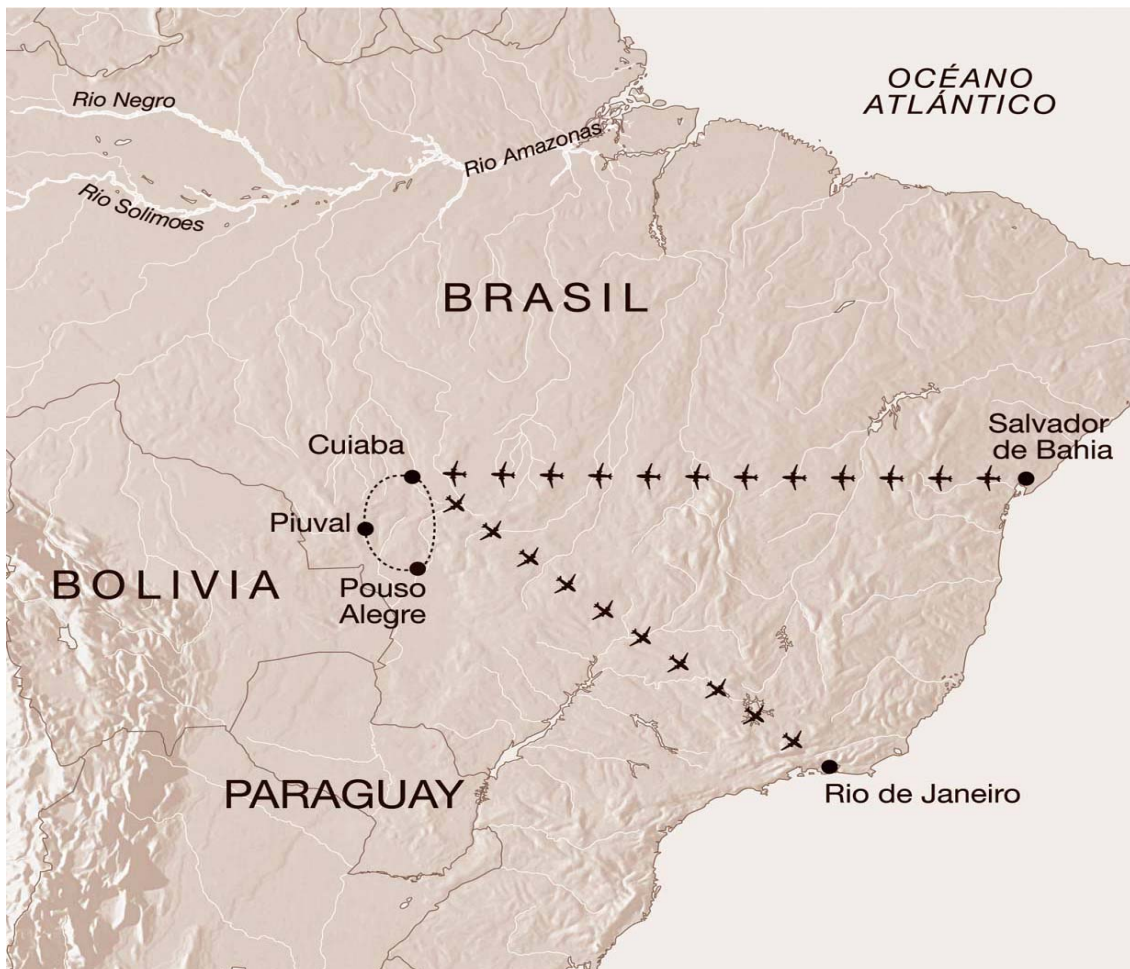 OCÉANO
ATLÁNTICO
Rio Negro
Rio Amazonas
Rio Solimoes
BRASIL
Salvador
de Bahia
Cuiaba
Piuval
BOLIVIA
Pouso
Alegre
PARAGUAY
Rio de Janeiro